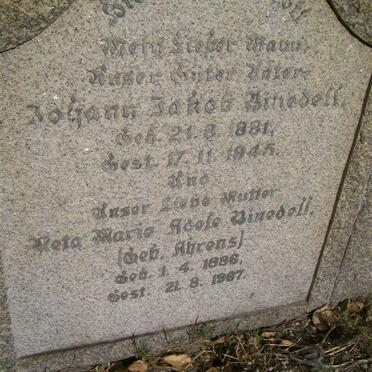 Mein Lieber Mann,
Unser Guter Vater
Johann Jakob Binedell,
Geb. 21. 8. 1881,
Gest. 17. 11. 1945.
Und
Unser Liebe Mutter
Meta Marie Adele Binedell,
(Geb. Ahrens)
Geb. 1. 4. 1886,
Gest. 21. 8. 1967.